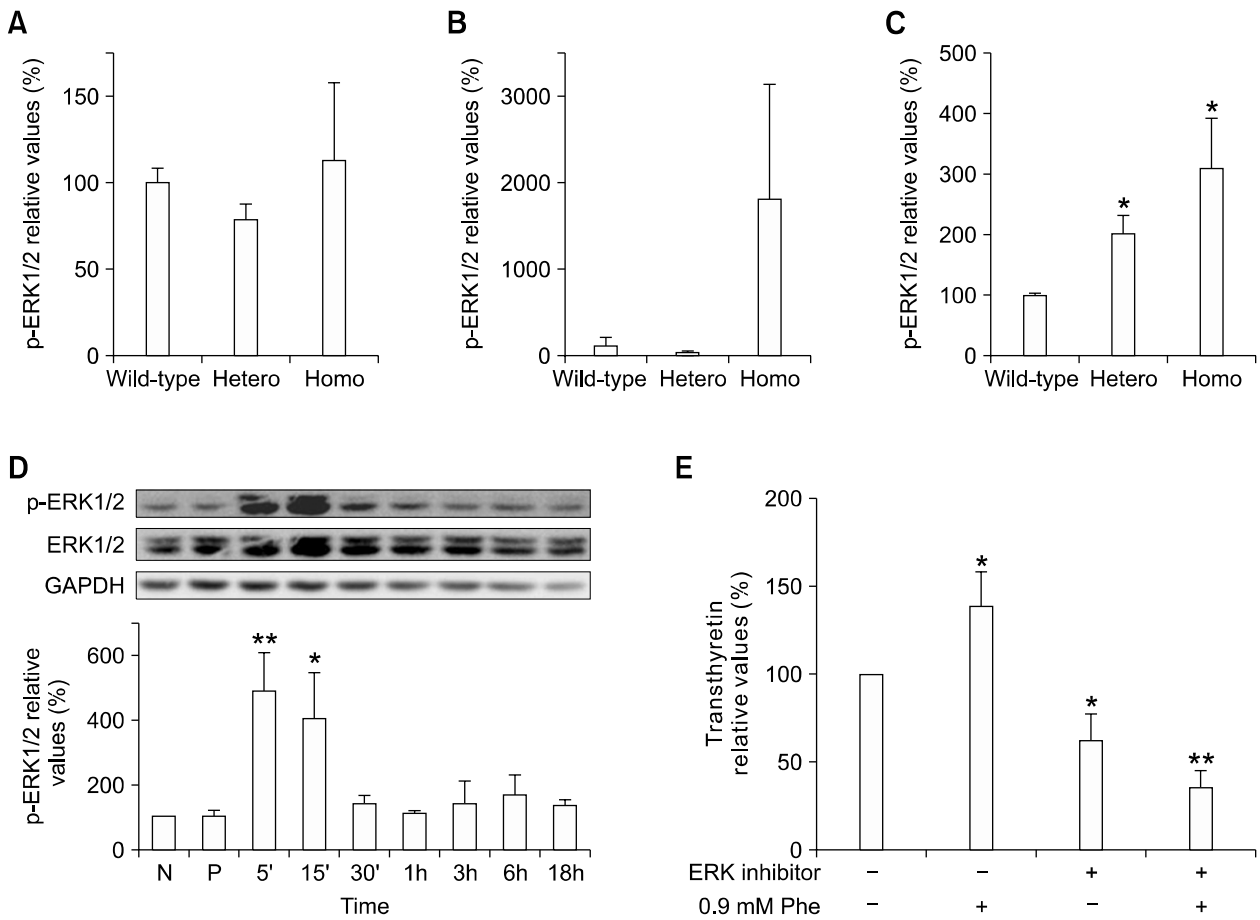 A
p-ERK1/2 relative values (%)
150
100
50
0
Wild-type Hetero Homo
B
p-ERK1/2 relative values (%)
3000
2000
1000
0
Wild-type Hetero Homo
C
p-ERK1/2 relative values (%)
500
400
300
200
100
0
*
*
Wild-type Hetero Homo
D
p-ERK1/2
ERK1/2
GAPDH
p-ERK1/2 relative
values (%)
600
400
200
0
**
*
N P 5' 15' 30' 1h 3h 6h 18h
Time
E
Transthyretin
relative values (%)
200
150
100
50
0
*
*
**
ERK inhibitor − − + +
0.9 mM Phe − + − +